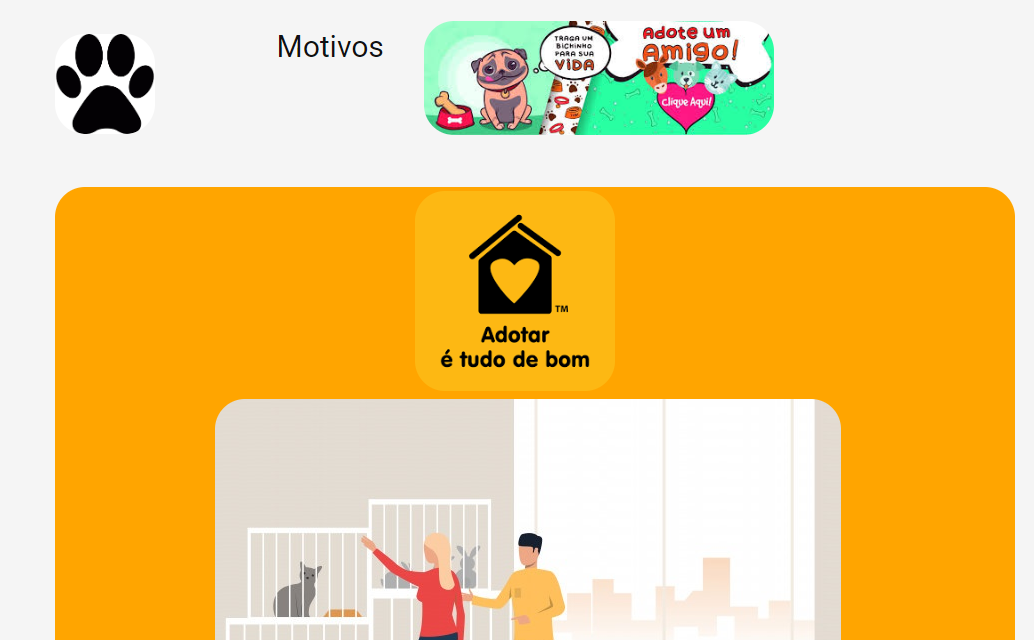 Motivos
TRAGA UM
BICHINHO
PARA SUA
VIDA
Adote um
Amigo!
Clique Aqui!
TM
Adotar
é tudo de bom